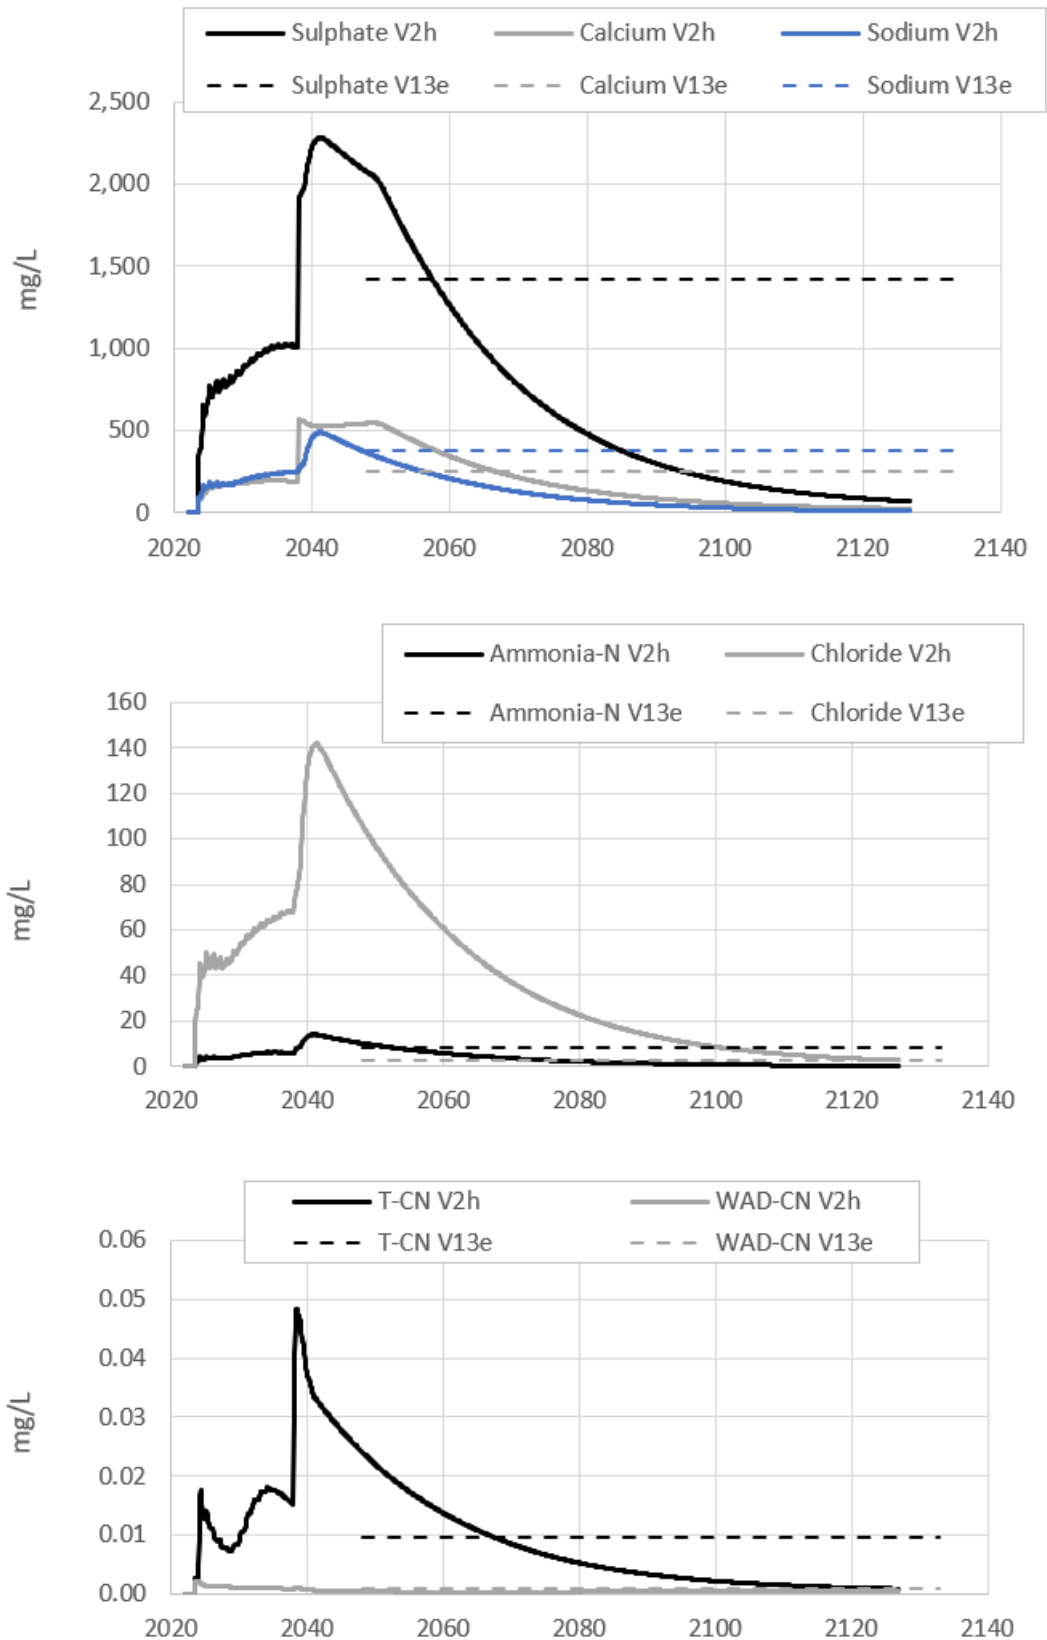 Sulphate V2h Calcium V2h Sodium V2h
Sulphate V13e Calcium V13e Sodium V13e
2,500
2,000
1,500
1,000
500
0
mg/L
2020 2040 2060 2080 2100 2120 2140
Ammonia-N V2h Chloride V2h
Ammonia-N V13e Chloride V13e
160
140
120
100
80
60
40
20
0
mg/L
2020 2040 2060 2080 2100 2120 2140
T-CN V2h WAD-CN V2h
T-CN V13e WAD-CN V13e
0.06
0.05
0.04
0.03
0.02
0.01
0.00
mg/L
2020 2040 2060 2080 2100 2120 2140